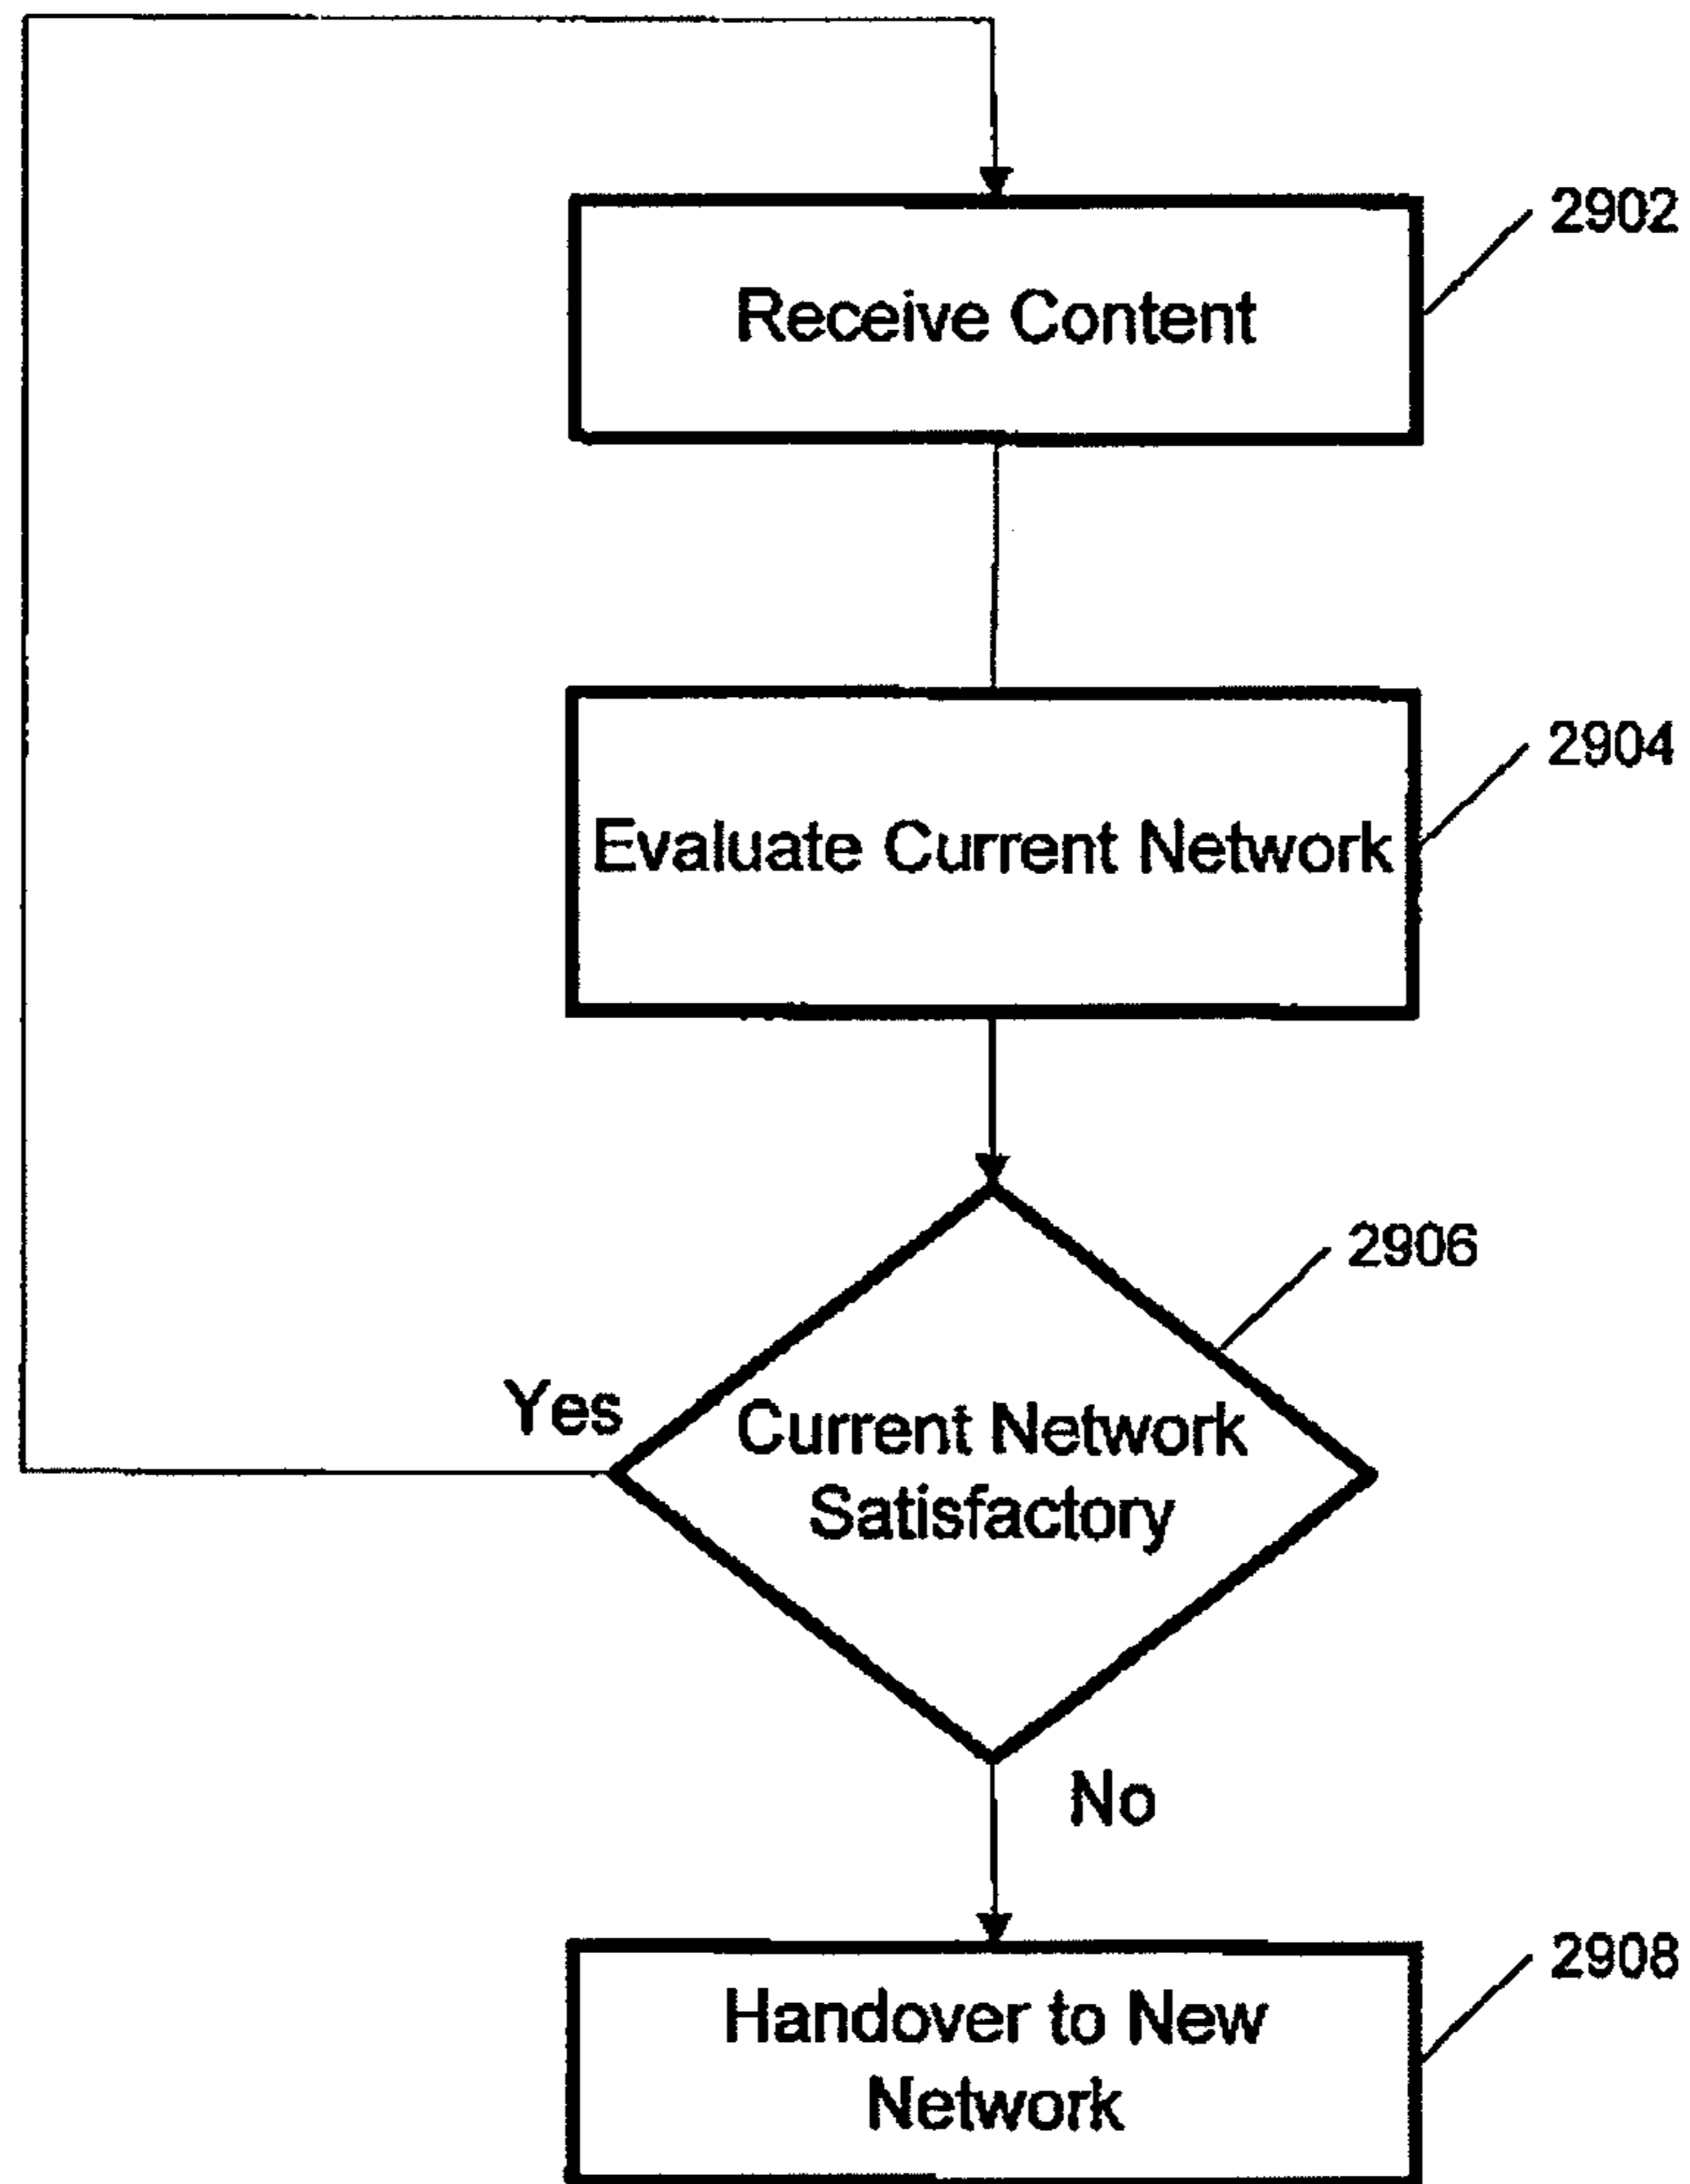 2902
Receive Content
2904
Evaluate Current Network
2906
Yes
Current Network
Satisfactory
No
2908
Handover to New
Network